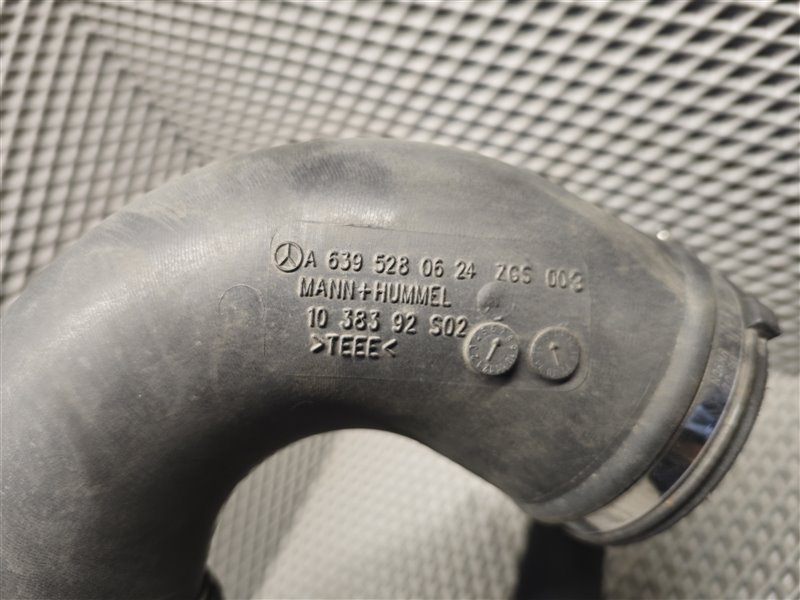 A 639 528 06 24 ZGS 003
MANN+HUMMEL
10 383 92 S02
>TEEE<